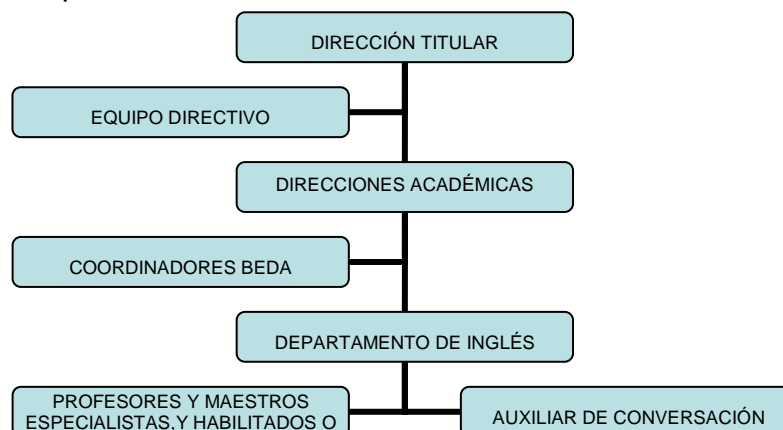 DIRECCIÓN TITULAR
EQUIPO DIRECTIVO
DIRECCIONES ACADÉMICAS
COORDINADORES BEDA
DEPARTAMENTO DE INGLÉS
PROFESORES Y MAESTROS
ESPECIALISTAS,Y HABILITADOS O
AUXILIAR DE CONVERSACIÓN